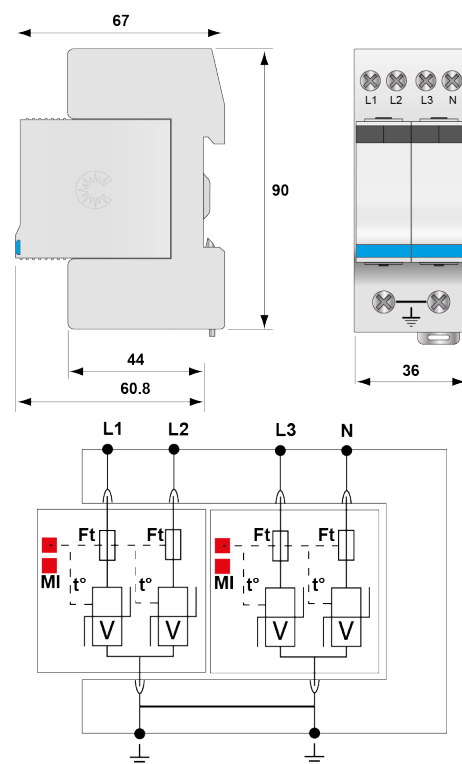 67
L1 L2 L3 N
90
44
60.8
36
L1 L2 L3 N
Ft Ft Ft Ft
MI t° t° MI t° t°
V V V V